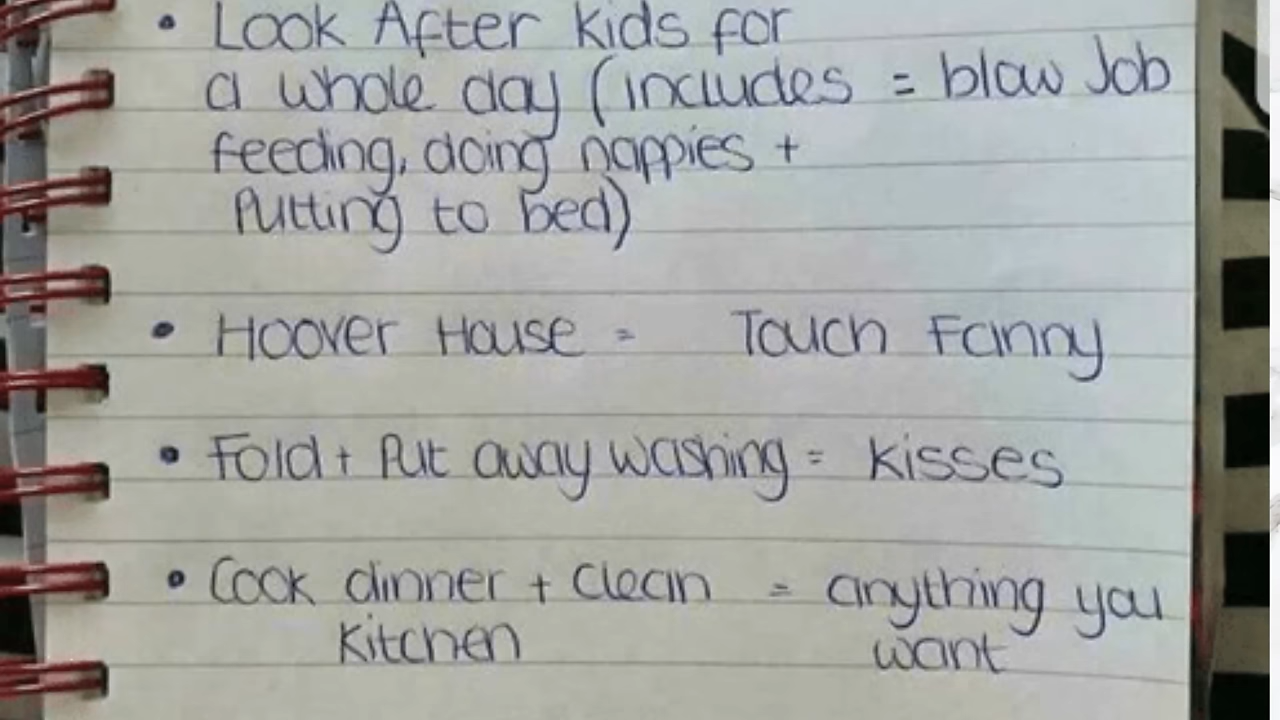 • Look After kids for
a whole day (includes = blow Job
feeding, doing nappies +
Putting to bed)
• Hoover House = Touch Fanny
• Fold + Put away washing = kisses
• Cook dinner + Clean = anything you
Kitchen want